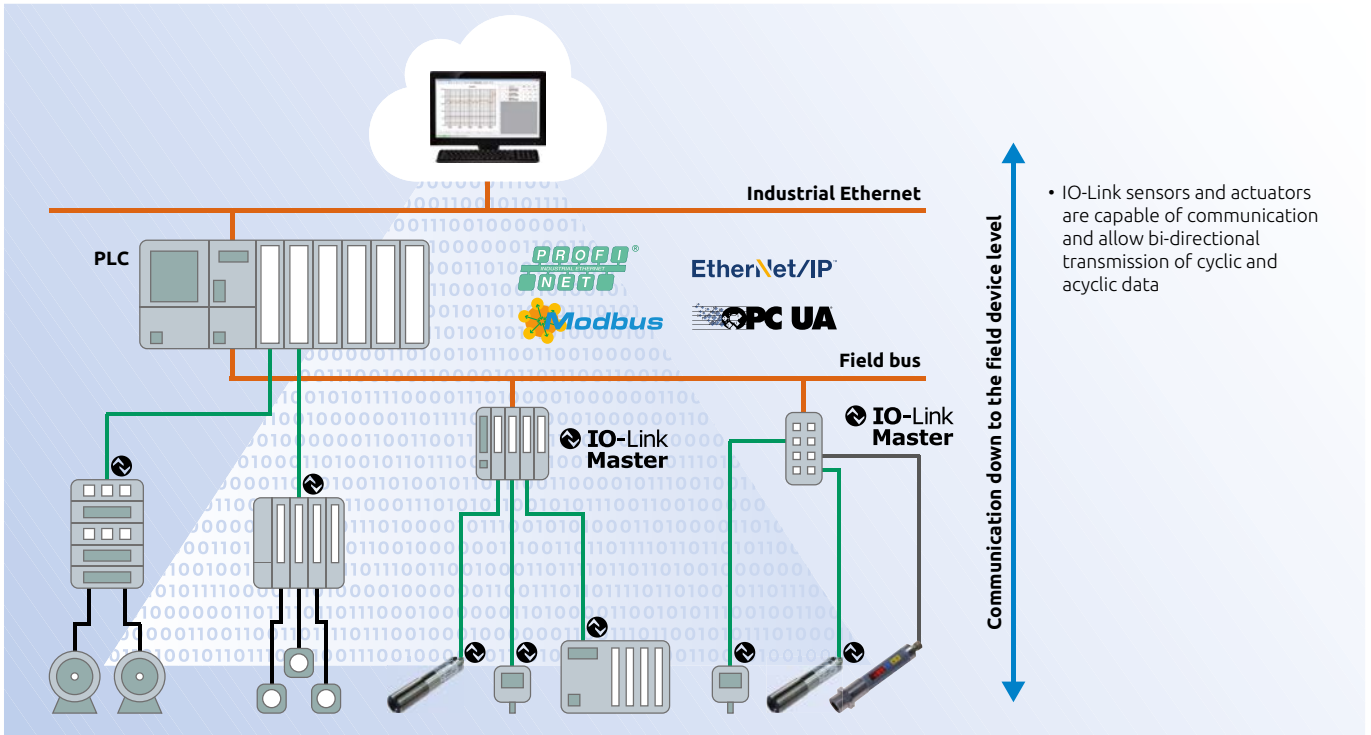 Industrial Ethernet
PLC
PROFI®
INDUSTRIAL ETHERNET
NET
EtherNet/IP™
Modbus
OPC UA
Field bus
IO-Link
Master
IO-Link
Master
Communication down to the field device level
• IO-Link sensors and actuators
are capable of communication
and allow bi-directional
transmission of cyclic and
acyclic data